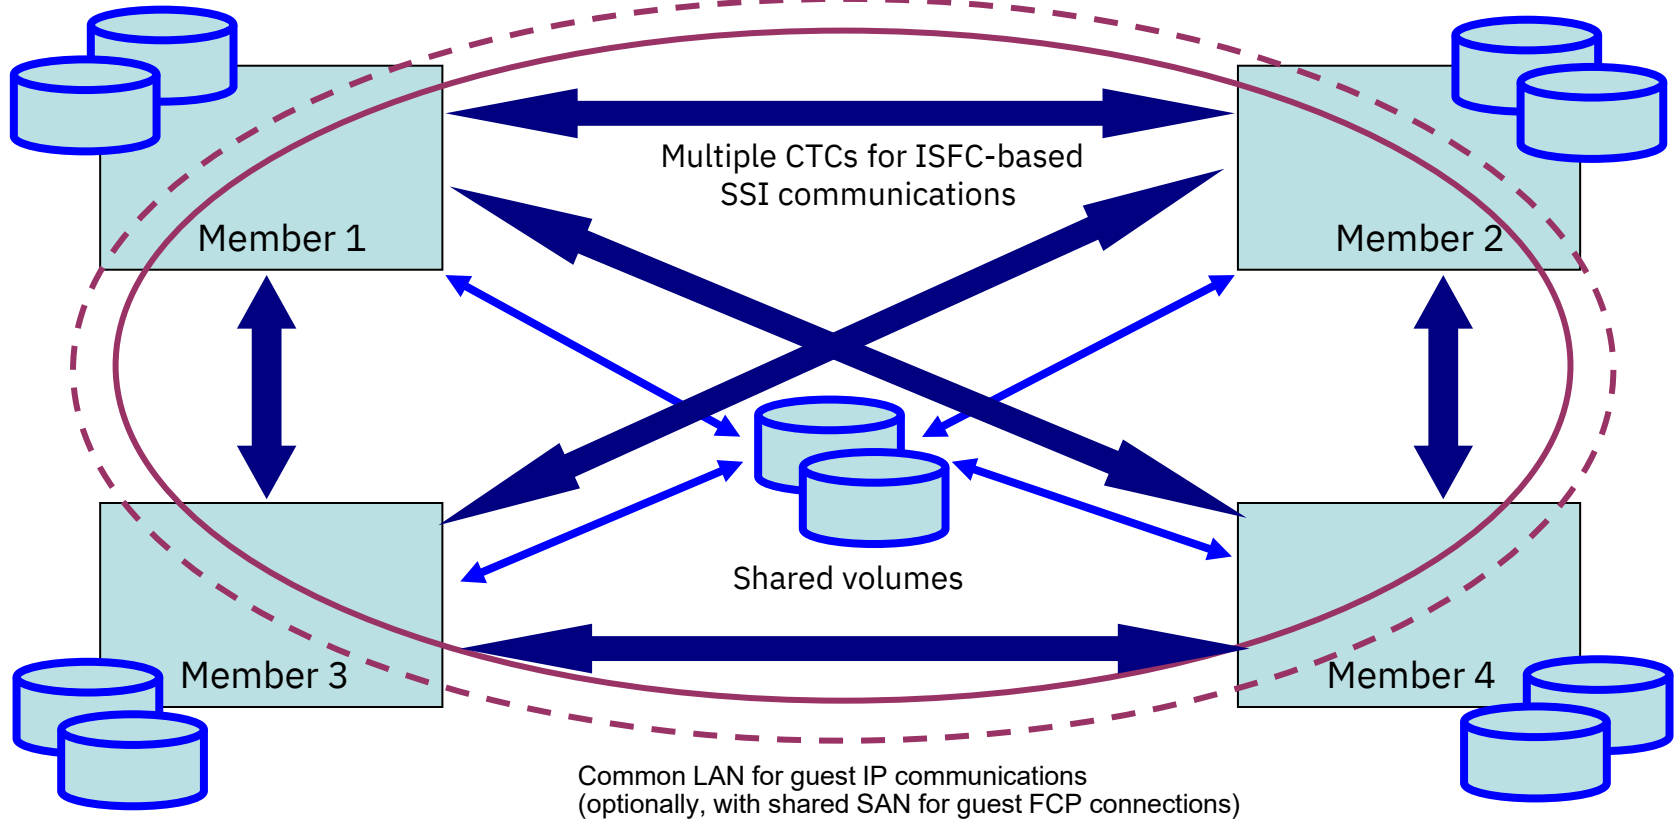 Multiple CTCs for ISFC-based
SSI communications
Member 1
Member 2
Shared volumes
Member 3
Member 4
Common LAN for guest IP communications
(optionally, with shared SAN for guest FCP connections)